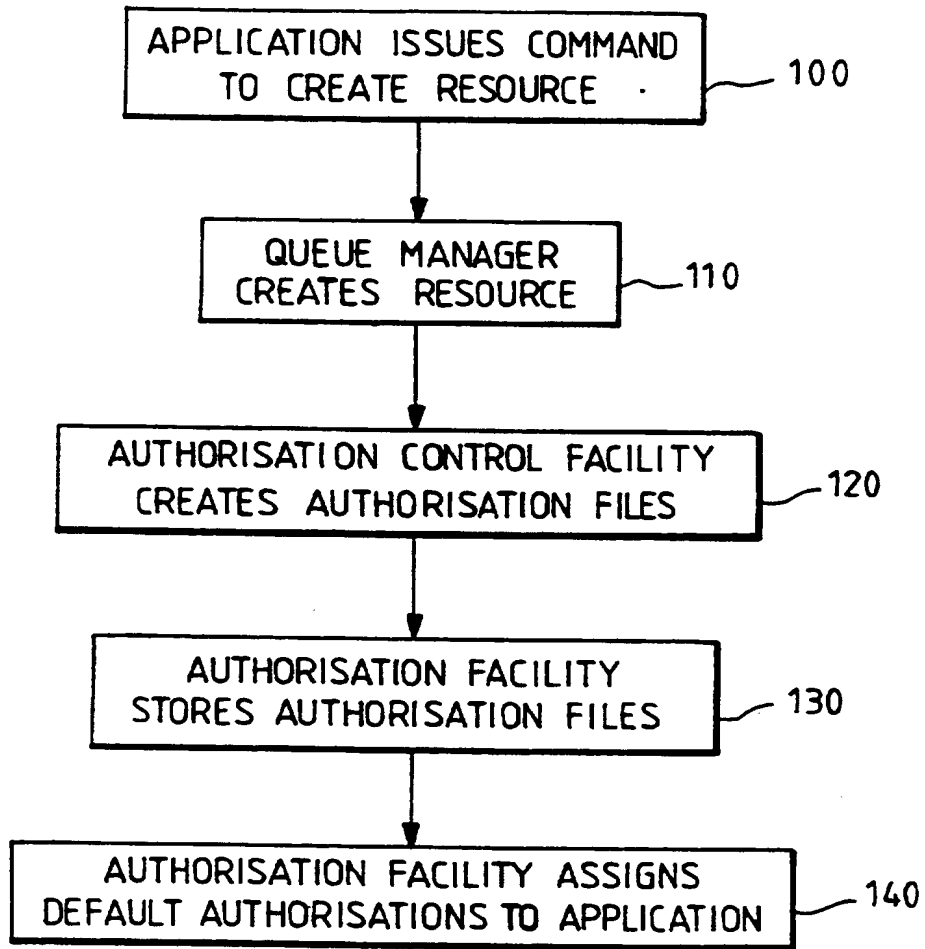 APPLICATION ISSUES COMMAND
TO CREATE RESOURCE
100
QUEUE MANAGER
CREATES RESOURCE
110
AUTHORISATION CONTROL FACILITY
CREATES AUTHORISATION FILES
120
AUTHORISATION FACILITY
STORES AUTHORISATION FILES
130
AUTHORISATION FACILITY ASSIGNS
DEFAULT AUTHORISATIONS TO APPLICATION
140